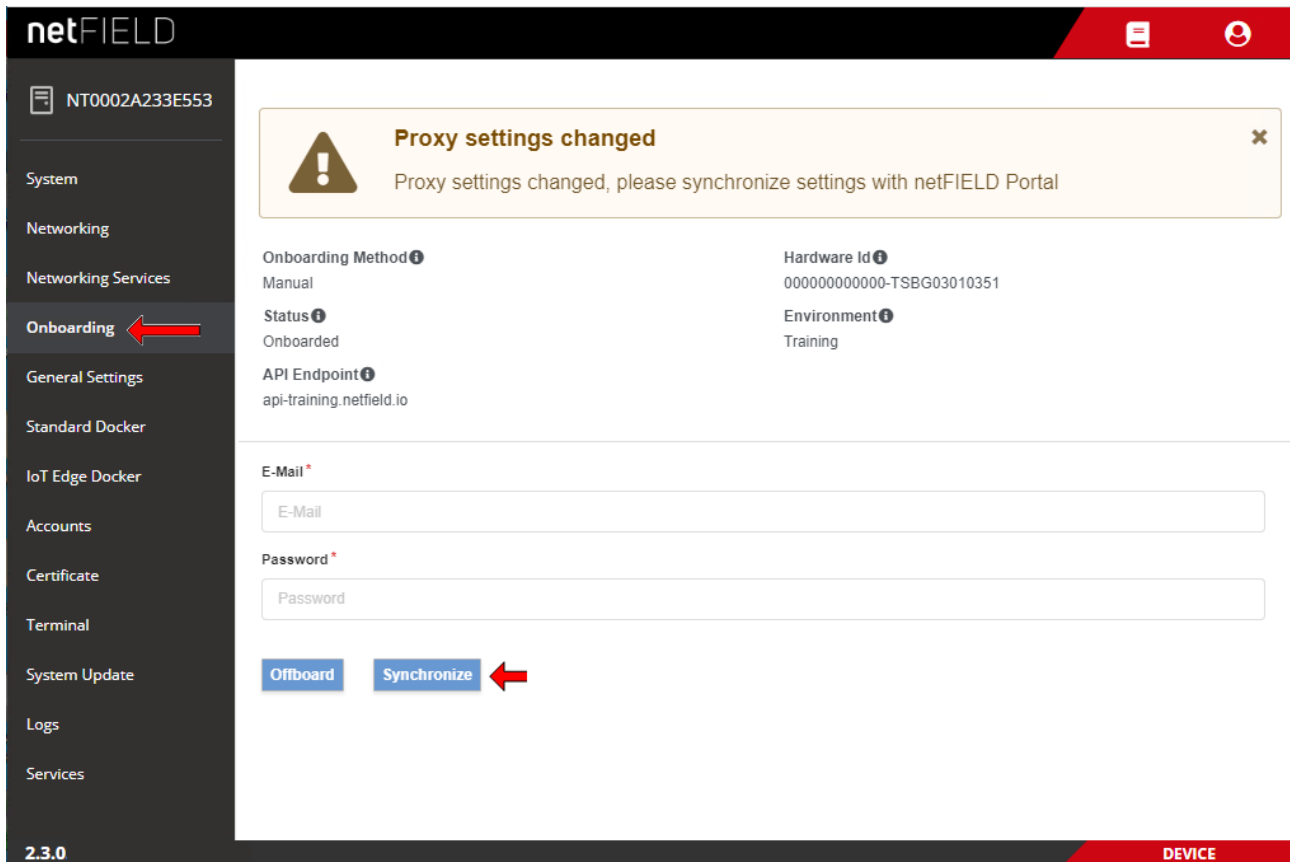 netFIELD
NT0002A233E553
System
Networking
Networking Services
Onboarding
General Settings
Standard Docker
IoT Edge Docker
Accounts
Certificate
Terminal
System Update
Logs
Services
2.3.0
Proxy settings changed
Proxy settings changed, please synchronize settings with netFIELD Portal
Onboarding Method
Manual
Hardware Id
000000000000-TSBG03010351
Status
Onboarded
Environment
Training
API Endpoint
api-training.netfield.io
E-Mail*
E-Mail
Password*
Password
Offboard Synchronize
DEVICE